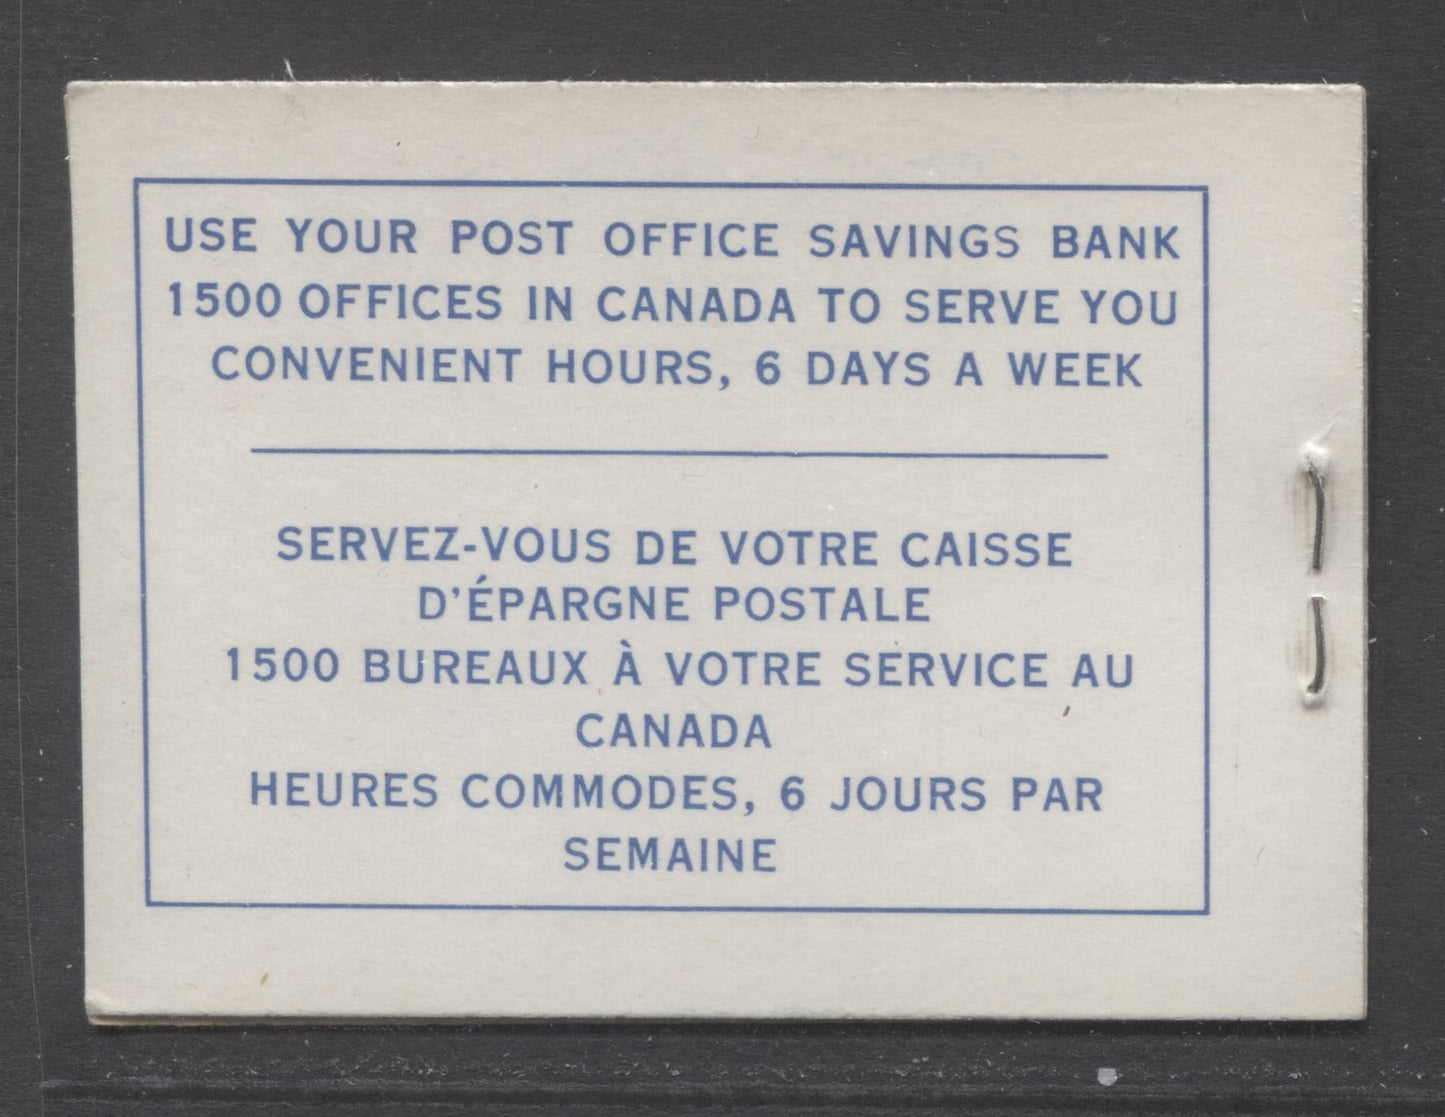 USE YOUR POST OFFICE SAVINGS BANK
1500 OFFICES IN CANADA TO SERVE YOU
CONVENIENT HOURS, 6 DAYS A WEEK
SERVEZ-VOUS DE VOTRE CAISSE
D'ÉPARGNE POSTALE
1500 BUREAUX À VOTRE SERVICE AU
CANADA
HEURES COMMODES, 6 JOURS PAR
SEMAINE